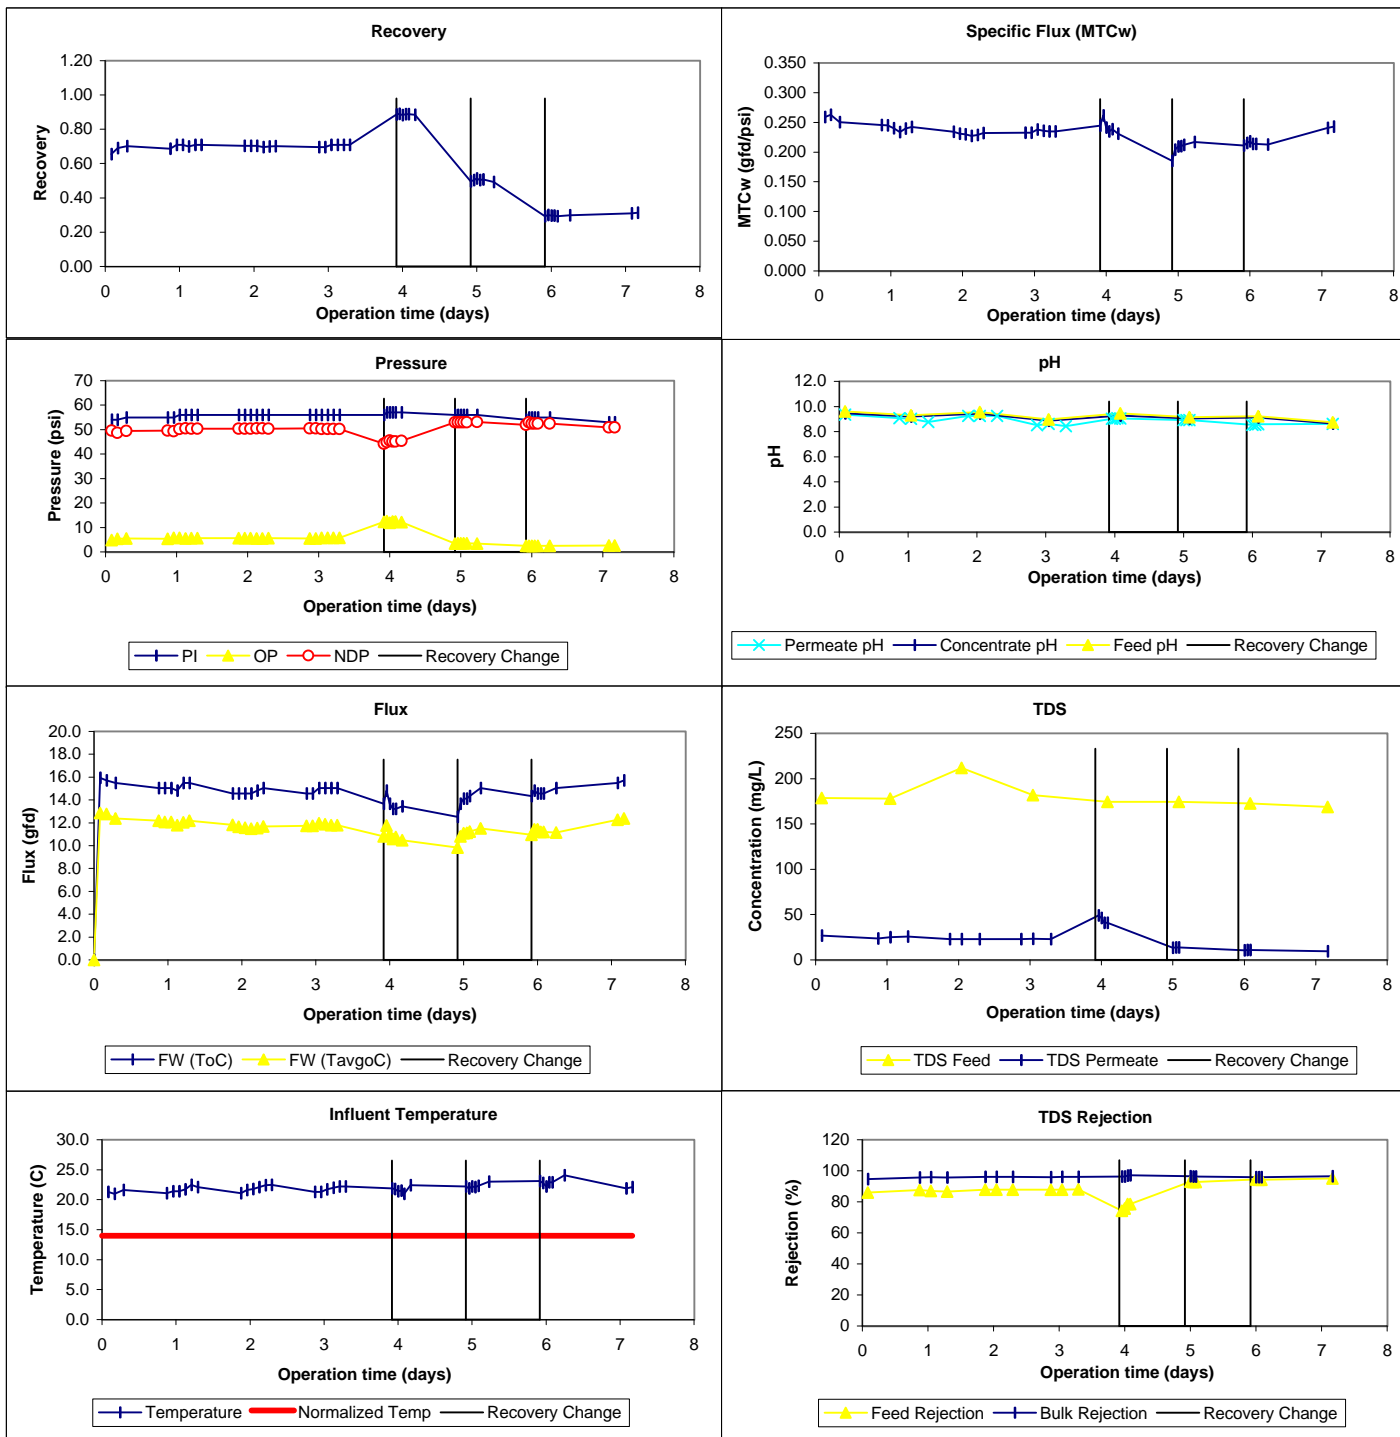 Recovery
1.20
1.00
0.80
0.60
0.40
0.20
0.00
Recovery
0 1 2 3 4 5 6 7 8
Operation time (days)
Specific Flux (MTCw)
0.350
0.300
0.250
0.200
0.150
0.100
0.050
0.000
MTCw (gfd/psi)
0 1 2 3 4 5 6 7 8
Operation time (days)
Pressure
70
60
50
40
30
20
10
0
Pressure (psi)
0 1 2 3 4 5 6 7 8
Operation time (days)
PI OP NDP Recovery Change
pH
12.0
10.0
8.0
6.0
4.0
2.0
0.0
pH
0 1 2 3 4 5 6 7 8
Operation time (days)
Permeate pH Concentrate pH Feed pH Recovery Change
Flux
20.0
18.0
16.0
14.0
12.0
10.0
8.0
6.0
4.0
2.0
0.0
Flux (gfd)
0 1 2 3 4 5 6 7 8
Operation time (days)
FW (ToC) FW (TavgoC) Recovery Change
TDS
250
200
150
100
50
0
Concentration (mg/L)
0 1 2 3 4 5 6 7 8
Operation time (days)
TDS Feed TDS Permeate Recovery Change
Influent Temperature
30.0
25.0
20.0
15.0
10.0
5.0
0.0
Temperature (C)
0 1 2 3 4 5 6 7 8
Operation time (days)
Temperature Normalized Temp Recovery Change
TDS Rejection
120
100
80
60
40
20
0
Rejection (%)
0 1 2 3 4 5 6 7 8
Operation time (days)
Feed Rejection Bulk Rejection Recovery Change